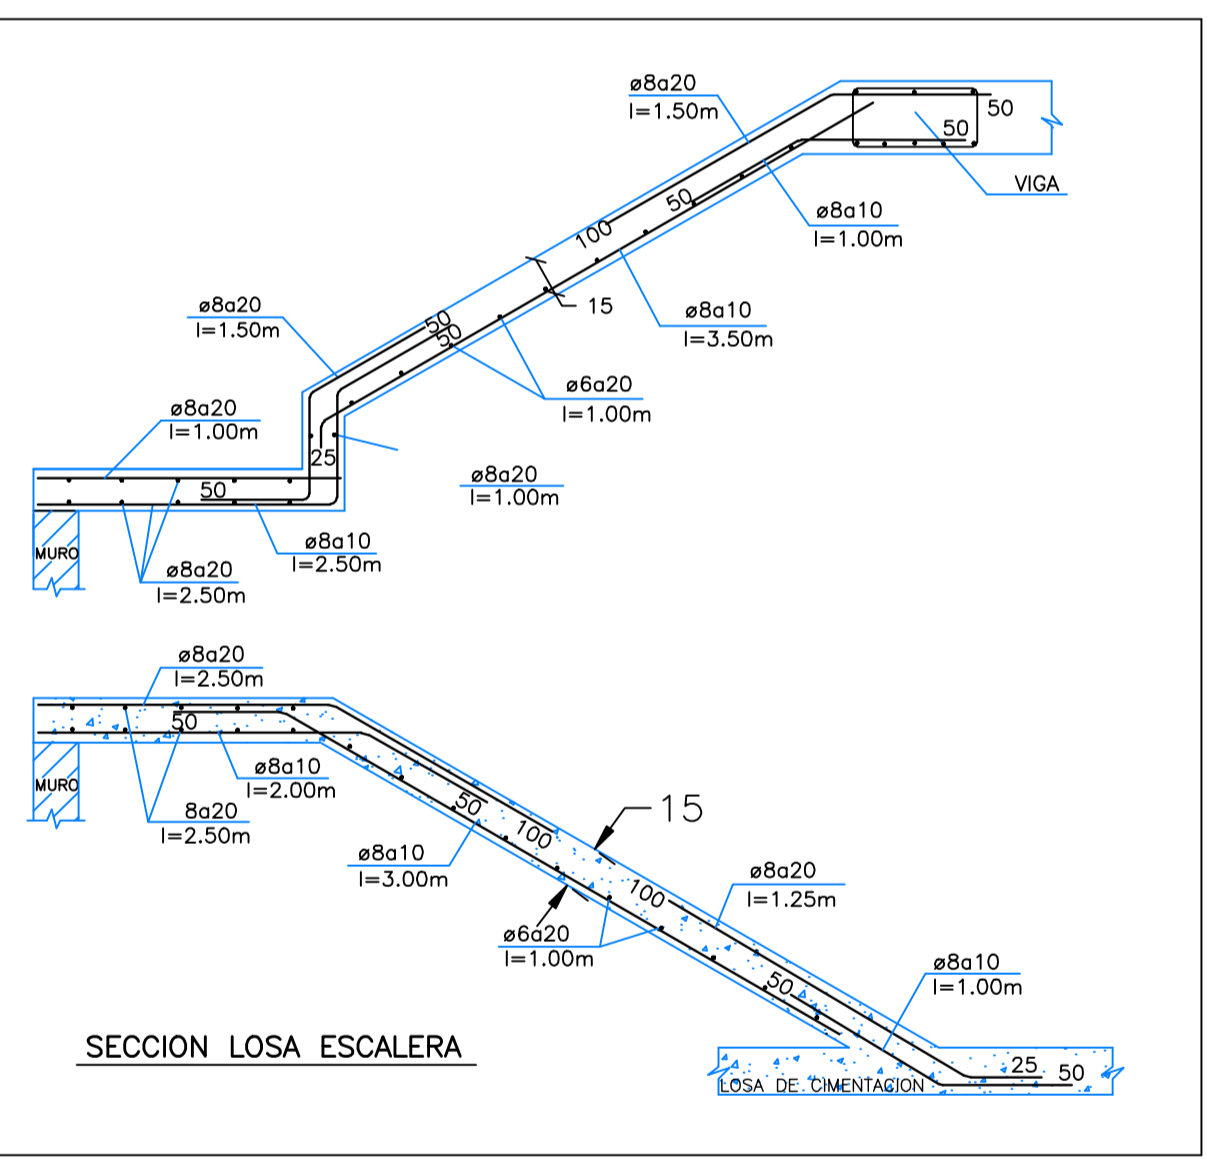 ø8a20
l=1.50m
50
50
VIGA
50
ø8a10
l=1.00m
100
15
ø8a10
l=3.50m
ø8a20
l=1.50m
50
50
ø6a20
l=1.00m
ø8a20
l=1.00m
25
ø8a20
l=1.00m
50
ø8a10
l=2.50m
MURO
ø8a20
l=2.50m
ø8a20
l=2.50m
50
ø8a10
l=2.00m
MURO
8a20
l=2.50m
50
100
15
ø8a10
l=3.00m
100
ø8a20
l=1.25m
ø6a20
l=1.00m
50
ø8a10
l=1.00m
SECCION LOSA ESCALERA
25
50
LOSA DE CIMENTACION